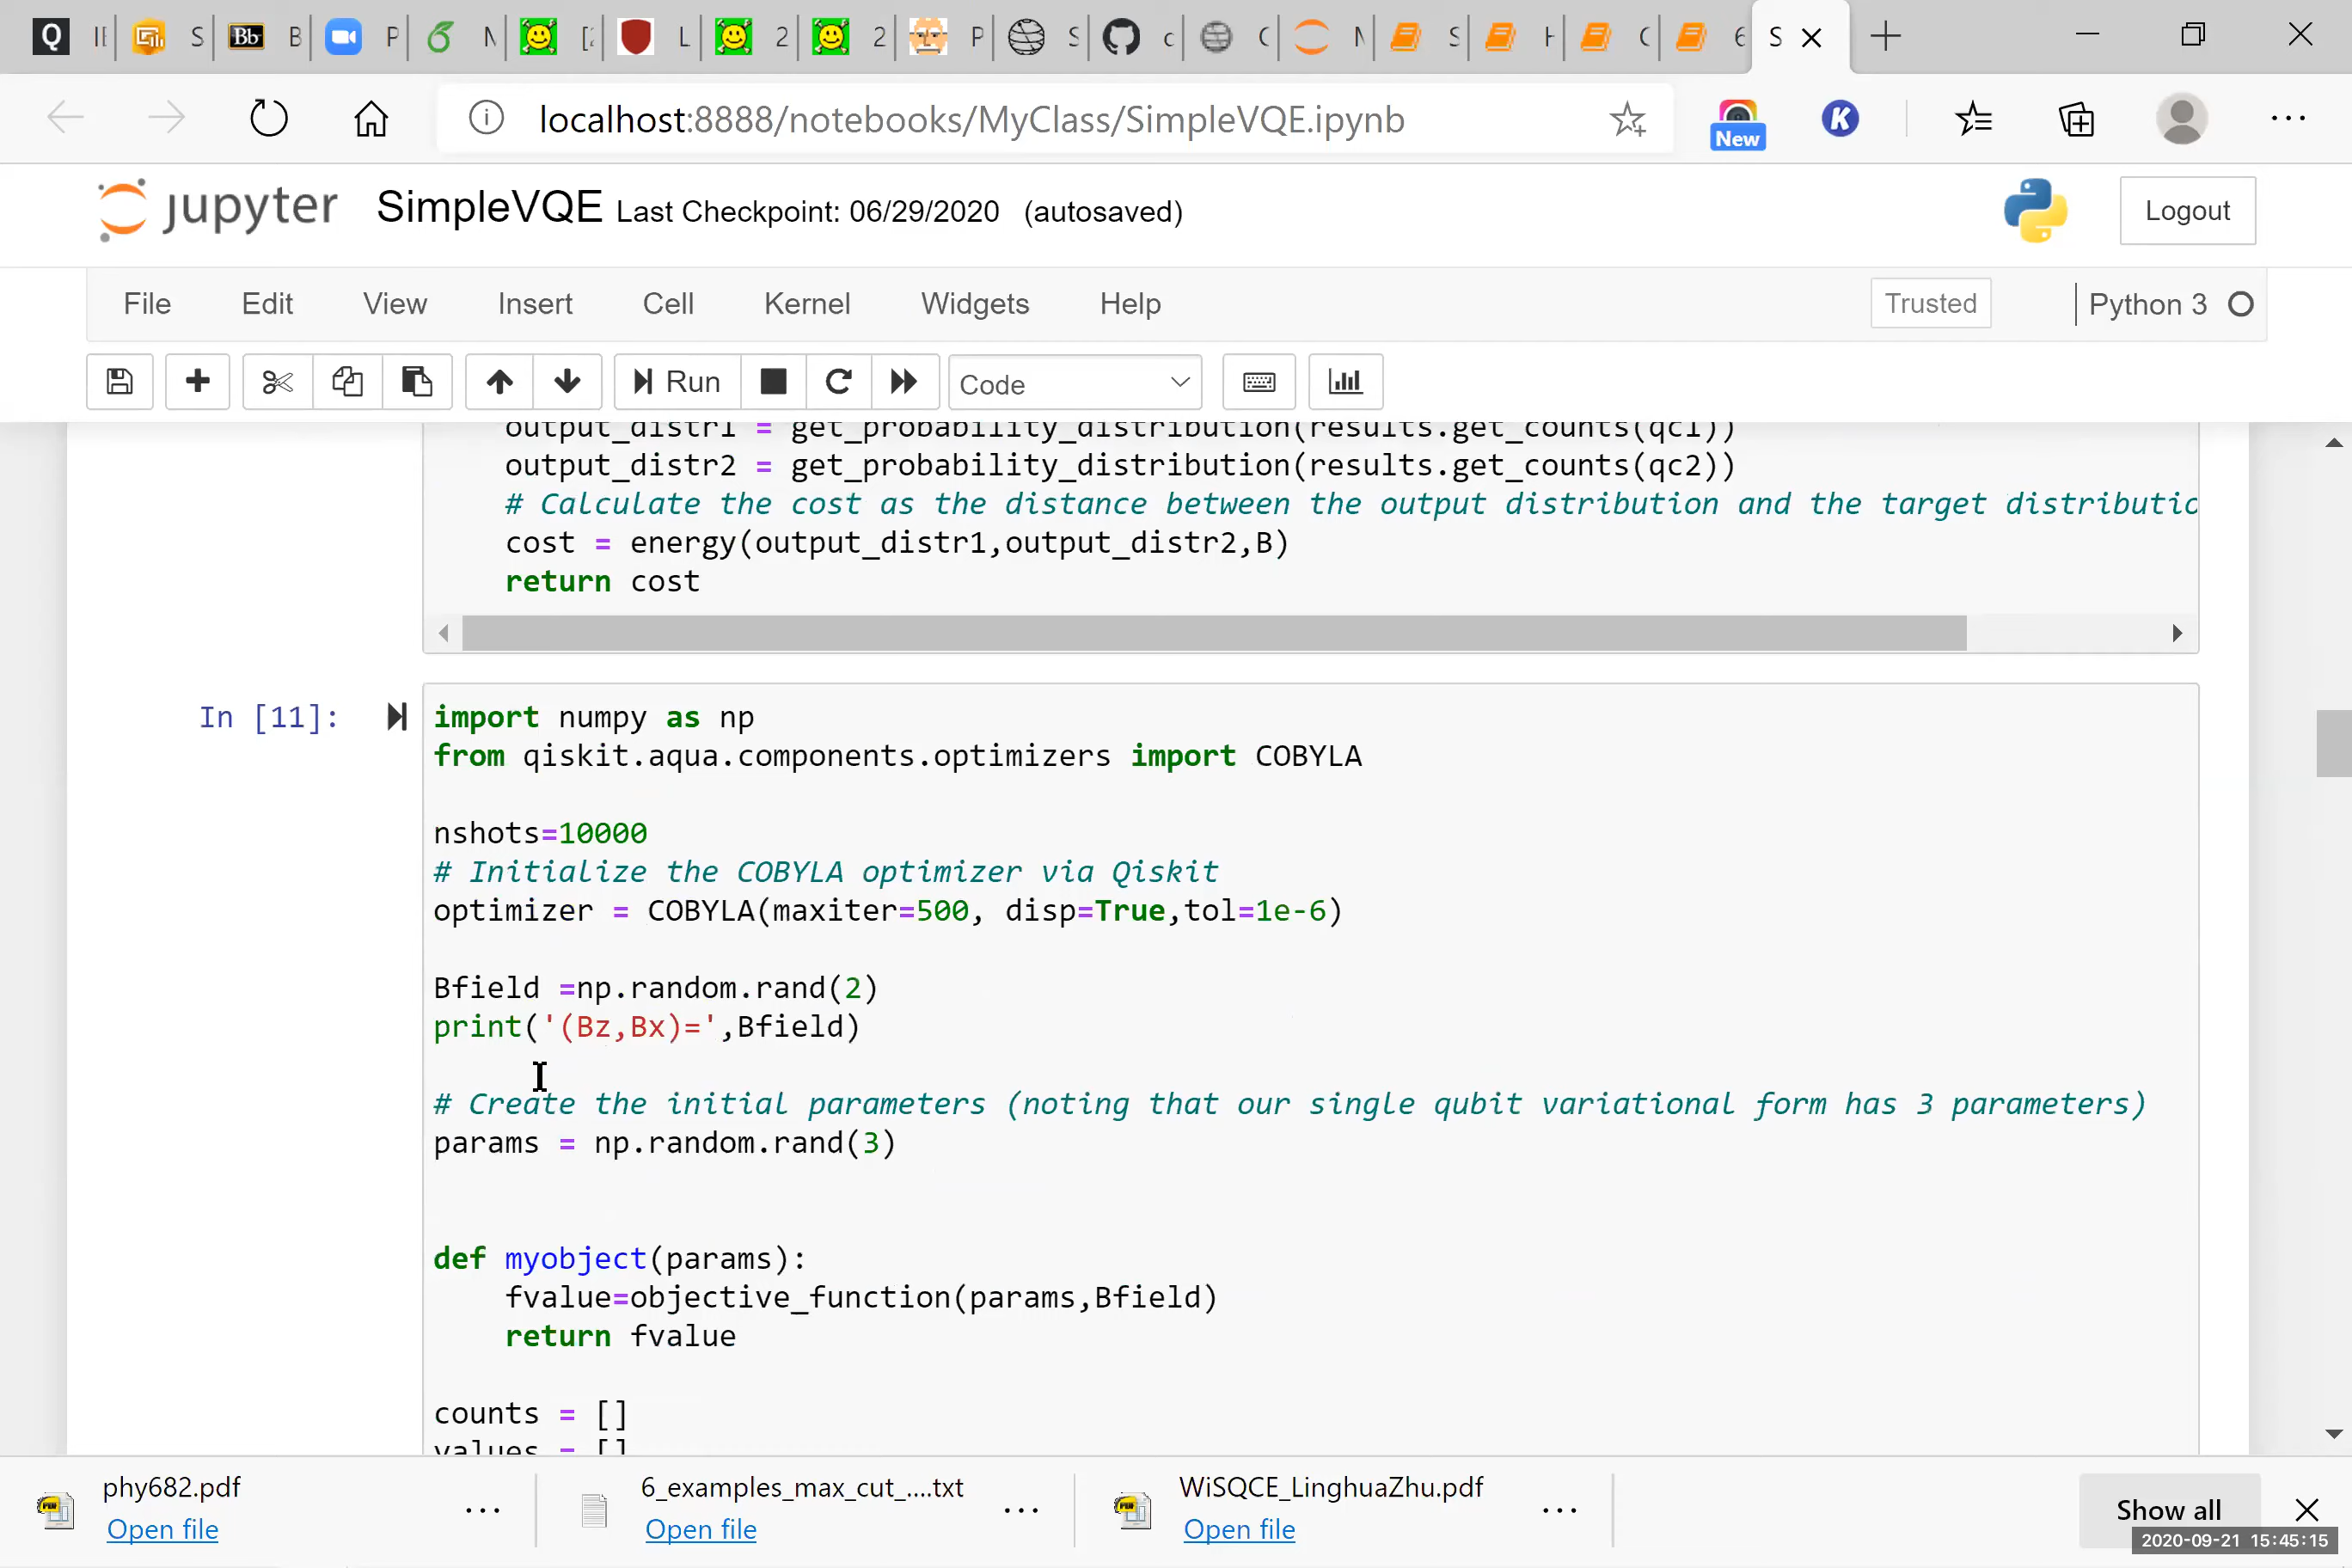 Q IE S Bb B P N [2 L 2 2 P S c C N S H C 6 S
localhost:8888/notebooks/MyClass/SimpleVQE.ipynb
New
K
jupyter SimpleVQE Last Checkpoint: 06/29/2020 (autosaved)
Logout
File Edit View Insert Cell Kernel Widgets Help Trusted Python 3
Run Code
output_distr1 = get_probability_distribution(results.get_counts(qc1))
output_distr2 = get_probability_distribution(results.get_counts(qc2))
# Calculate the cost as the distance between the output distribution and the target distributio
cost = energy(output_distr1,output_distr2,B)
return cost
In [11]:
import numpy as np
from qiskit.aqua.components.optimizers import COBYLA
nshots=10000
# Initialize the COBYLA optimizer via Qiskit
optimizer = COBYLA(maxiter=500, disp=True,tol=1e-6)
Bfield =np.random.rand(2)
print('(Bz,Bx)=',Bfield)
# Create the initial parameters (noting that our single qubit variational form has 3 parameters)
params = np.random.rand(3)
def myobject(params):
fvalue=objective_function(params,Bfield)
return fvalue
counts = []
values = []
phy682.pdf
Open file
6_examples_max_cut_....txt
Open file
WiSQCE_LinghuaZhu.pdf
Open file
Show all
2020-09-21 15:45:15